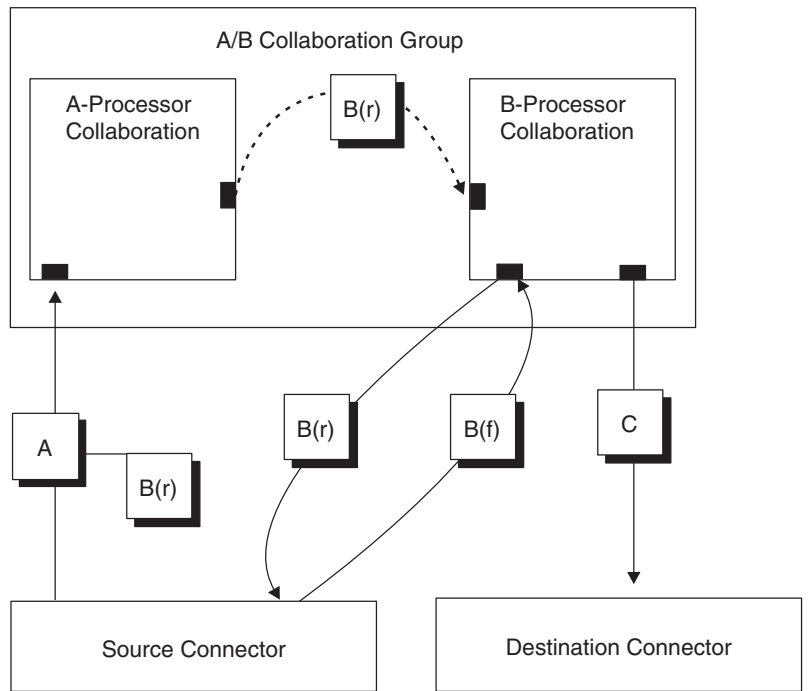 A/B Collaboration Group
A-Processor
Collaboration
B(r)
B-Processor
Collaboration
A
B(r)
B(r)
B(f)
C
Source Connector
Destination Connector